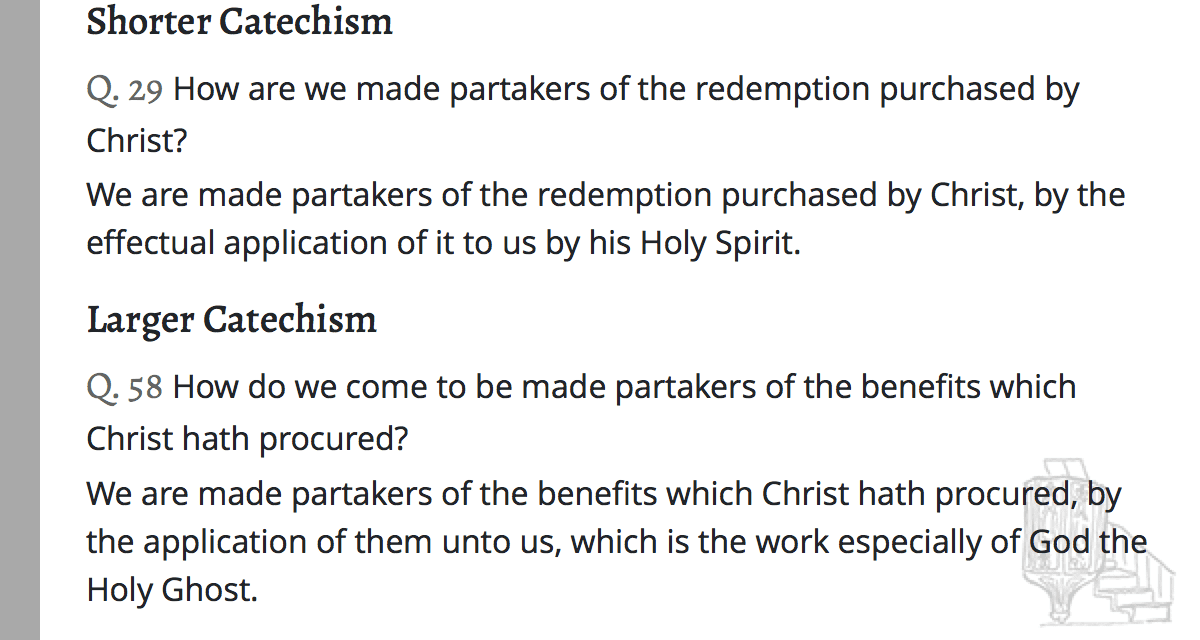 Shorter Catechism
Q. 29 How are we made partakers of the redemption purchased by
Christ?
We are made partakers of the redemption purchased by Christ, by the
effectual application of it to us by his Holy Spirit.
Larger Catechism
Q. 58 How do we come to be made partakers of the benefits which
Christ hath procured?
We are made partakers of the benefits which Christ hath procured, by
the application of them unto us, which is the work especially of God the
Holy Ghost.